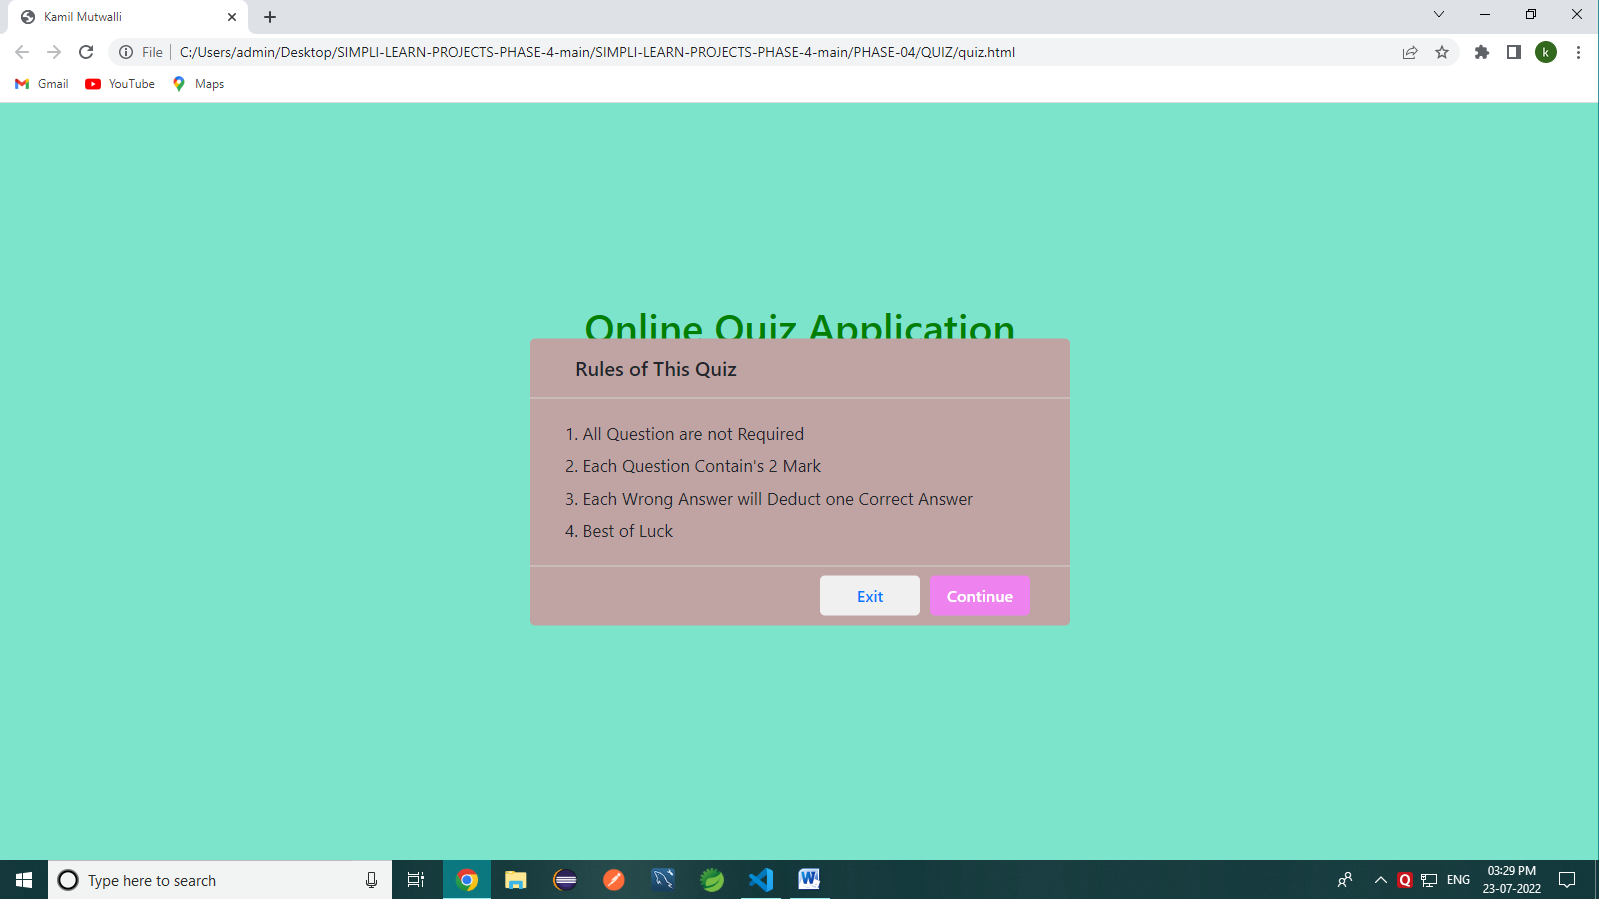 Kamil Mutwalli
File C:/Users/admin/Desktop/SIMPLI-LEARN-PROJECTS-PHASE-4-main/SIMPLI-LEARN-PROJECTS-PHASE-4-main/PHASE-04/QUIZ/quiz.html
k
Gmail YouTube Maps
Online Quiz Application
Rules of This Quiz
1. All Question are not Required
2. Each Question Contain's 2 Mark
3. Each Wrong Answer will Deduct one Correct Answer
4. Best of Luck
Exit Continue
Type here to search
W
Q
ENG
03:29 PM
23-07-2022